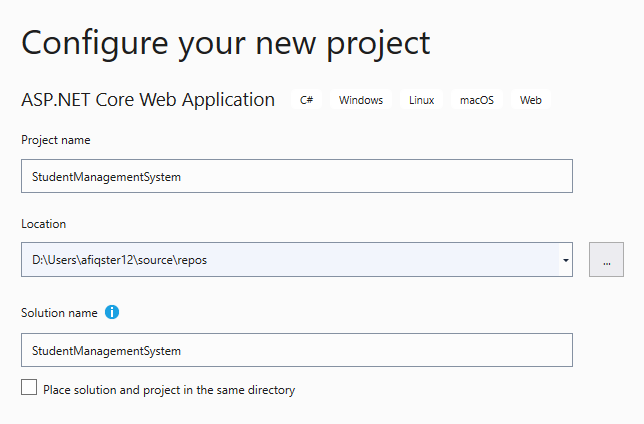 Configure your new project
ASP.NET Core Web Application C# Windows Linux macOS Web
Project name
StudentManagementSystem
Location
D:\Users\afiqster12\source\repos
...
Solution name
StudentManagementSystem
Place solution and project in the same directory